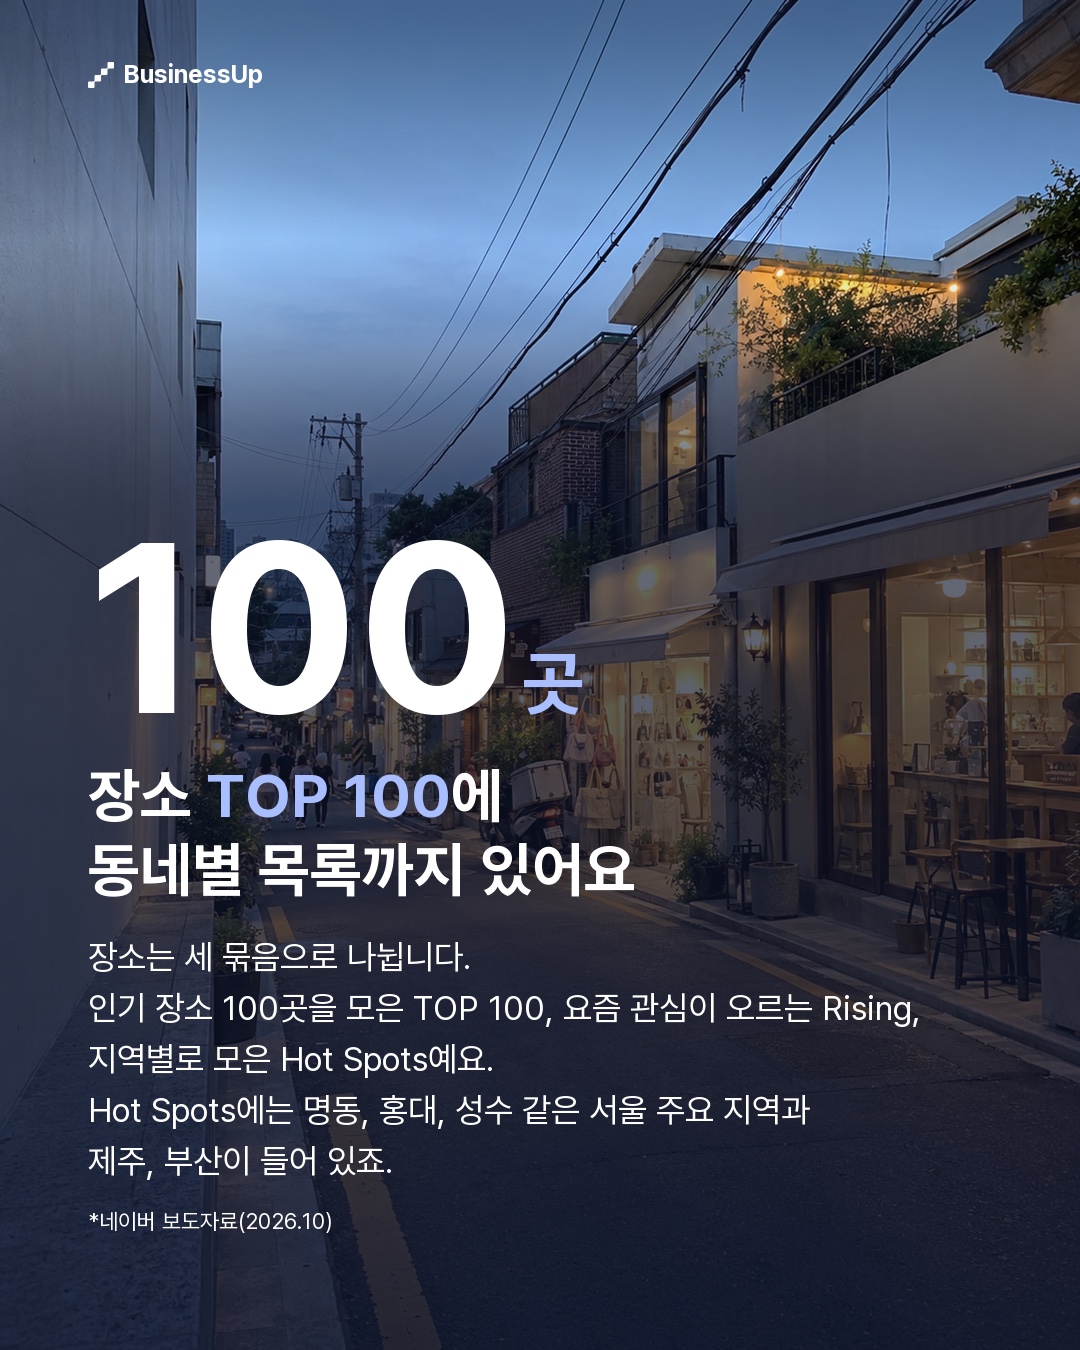 BusinessUp
100곳
장소 TOP 100에
동네별 목록까지 있어요
장소는 세 묶음으로 나뉩니다.
인기 장소 100곳을 모은 TOP 100, 요즘 관심이 오르는 Rising,
지역별로 모은 Hot Spots예요.
Hot Spots에는 명동, 홍대, 성수 같은 서울 주요 지역과
제주, 부산이 들어 있죠.
*네이버 보도자료(2026.10)